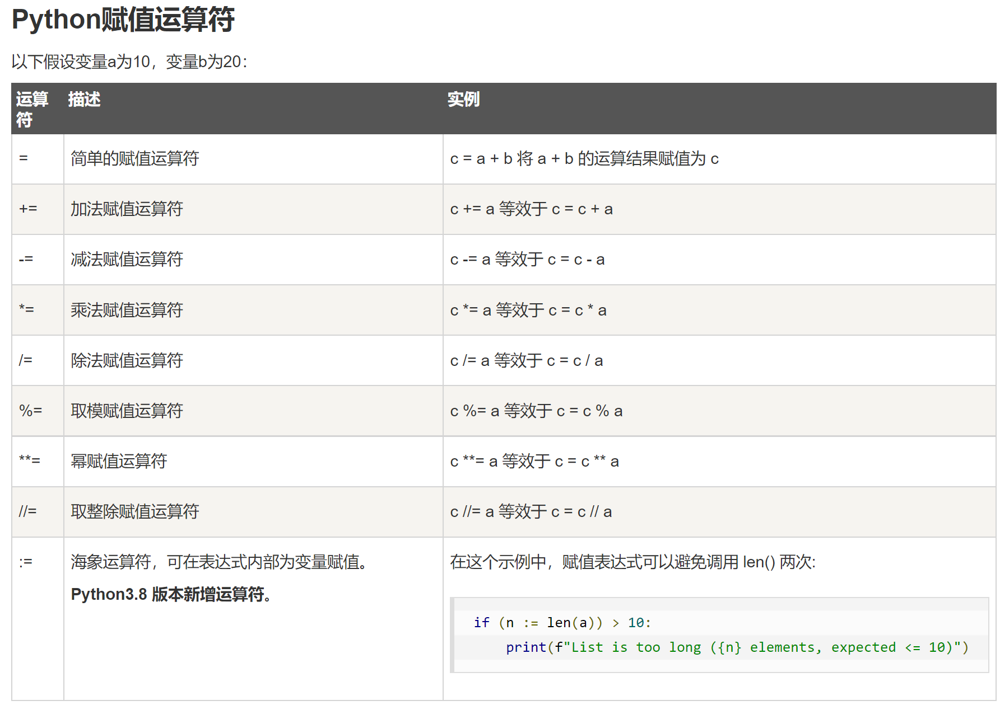 Python赋值运算符
以下假设变量a为10，变量b为20：
运算符 描述 实例
= 简单的赋值运算符 c = a + b 将 a + b 的运算结果赋值为 c
+= 加法赋值运算符 c += a 等效于 c = c + a
-= 减法赋值运算符 c -= a 等效于 c = c - a
*= 乘法赋值运算符 c *= a 等效于 c = c * a
/= 除法赋值运算符 c /= a 等效于 c = c / a
%= 取模赋值运算符 c %= a 等效于 c = c % a
**= 幂赋值运算符 c **= a 等效于 c = c ** a
//= 取整除赋值运算符 c //= a 等效于 c = c // a
:= 海象运算符，可在表达式内部为变量赋值。
Python3.8 版本新增运算符。
在这个示例中，赋值表达式可以避免调用 len() 两次:
if (n := len(a)) > 10:
    print(f"List is too long ({n} elements, expected <= 10)")